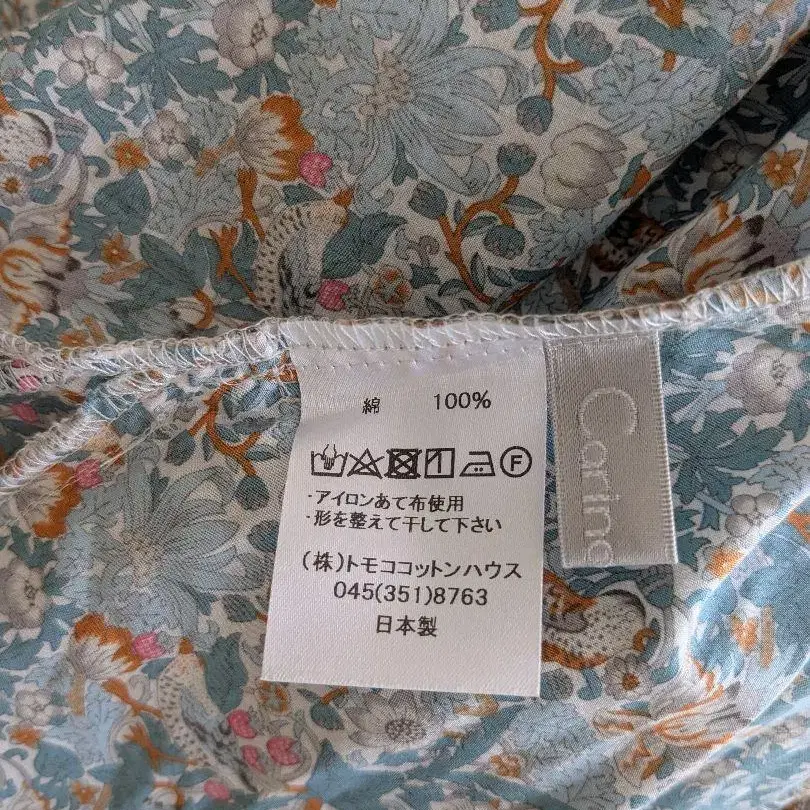 綿 100%
F
・アイロンあて布使用
・形を整えて干して下さい
(株)トモココットンハウス
045(351)8763
日本製
Carino